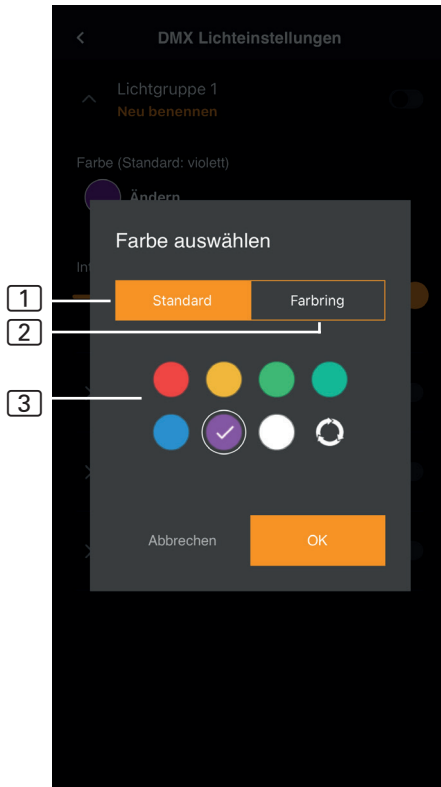 DMX Lichteinstellungen
Lichtgruppe 1
Neu benennen
Farbe (Standard: violett)
Ändern
Farbe auswählen
Int
1
Standard
Farbring
2
3
Abbrechen
OK